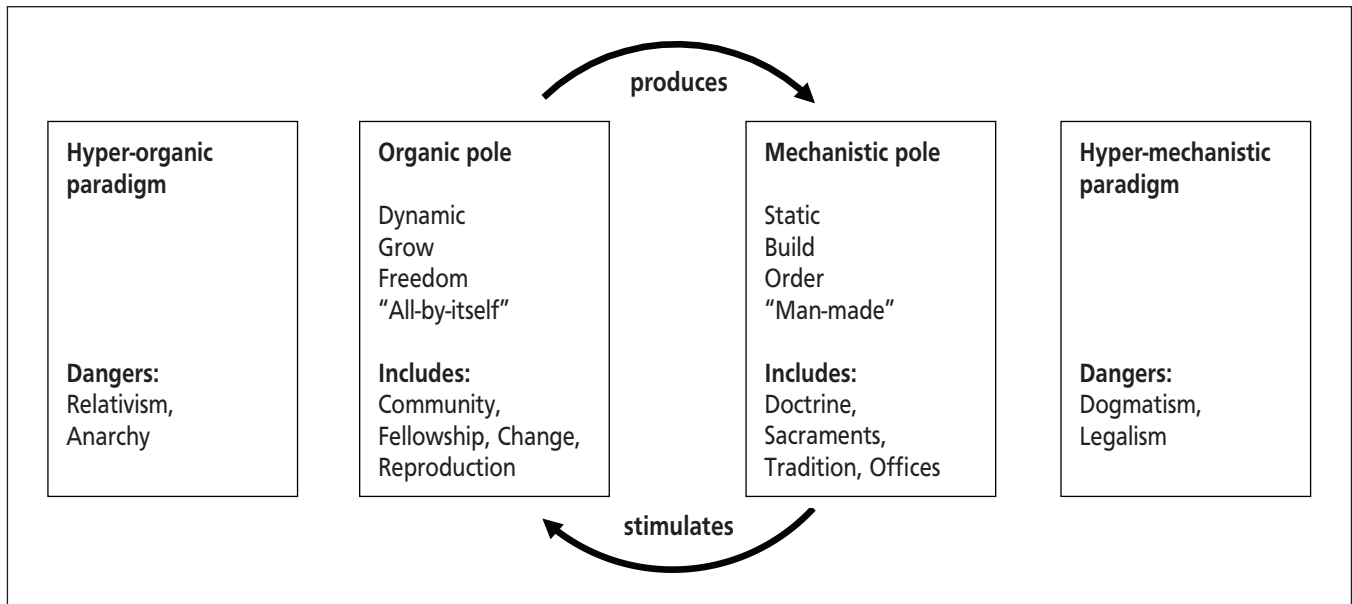 produces
Hyper-organic
paradigm
Dangers:
Relativism,
Anarchy
Organic pole
Dynamic
Grow
Freedom
“All-by-itself”
Includes:
Community,
Fellowship, Change,
Reproduction
Mechanistic pole
Static
Build
Order
“Man-made”
Includes:
Doctrine,
Sacraments,
Tradition, Offices
Hyper-mechanistic
paradigm
Dangers:
Dogmatism,
Legalism
stimulates